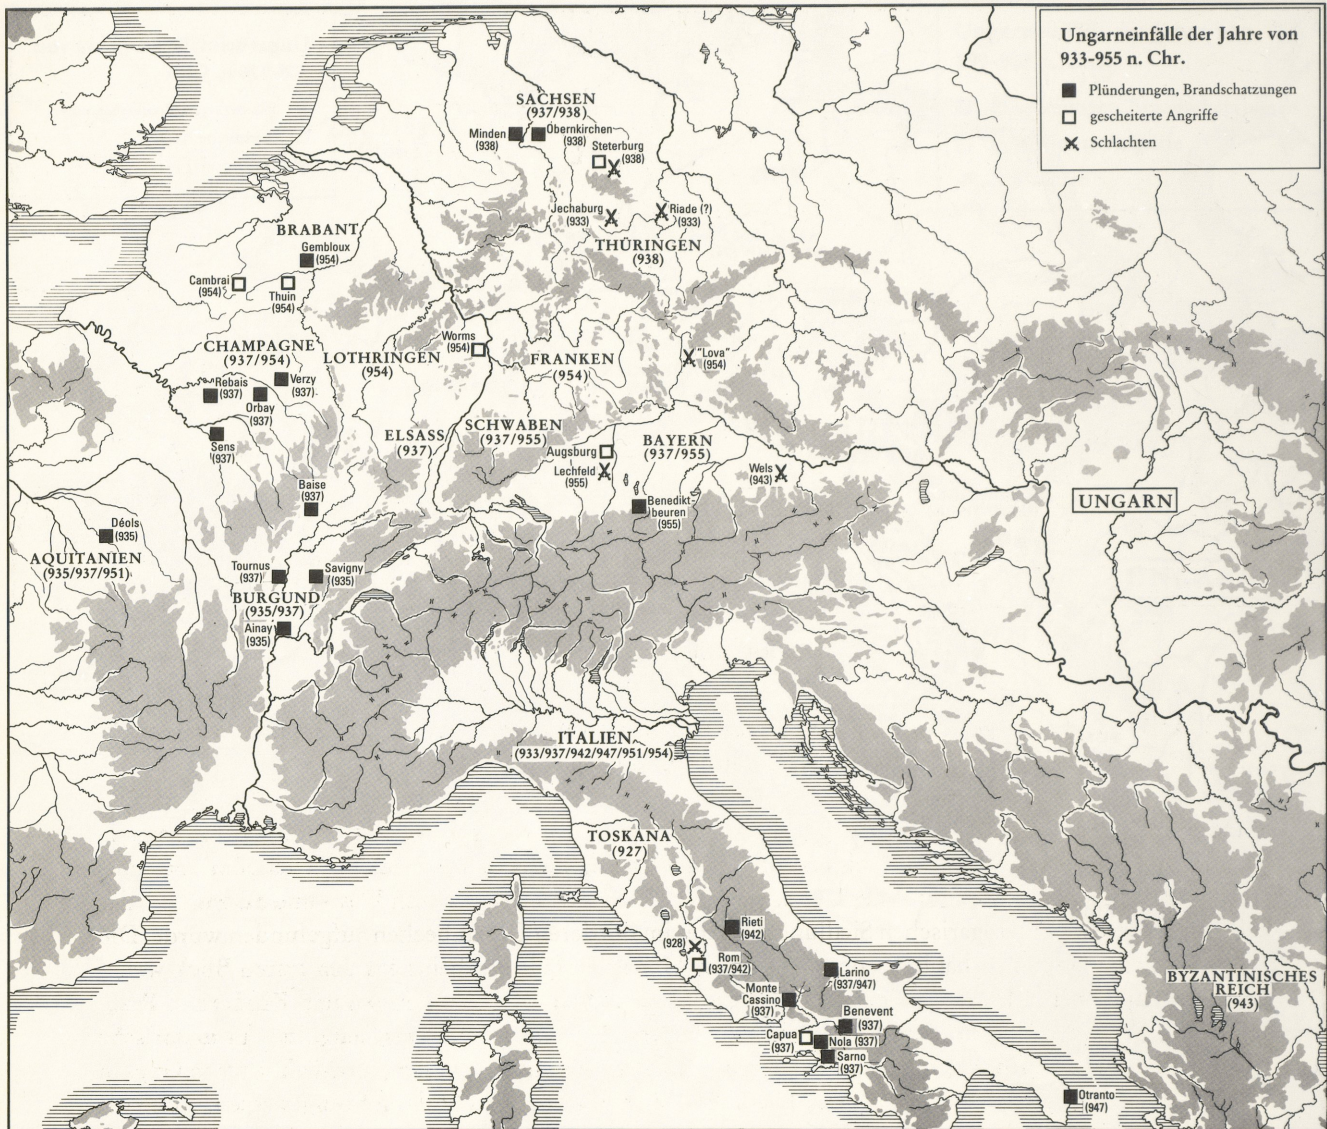 Ungarneinfälle der Jahre von
933-955 n. Chr.
Plünderungen, Brandschatzungen
gescheiterte Angriffe
Schlachten
SACHSEN
(937/938)
Minden
(938)
Obernkirchen
(938)
Steterburg
(938)
Jechaburg
(933)
Riade (?)
(933)
THÜRINGEN
(938)
BRABANT
Gembloux
(954)
Cambrai
(954)
Thuin
(954)
CHAMPAGNE
(937/954)
LOTHRINGEN
(954)
Worms
(954)
FRANKEN
(954)
"Lova"
(954)
Rebais
(937)
Verzy
(937)
Orbay
(937)
Sens
(937)
ELSASS
(937)
SCHWABEN
(937/955)
BAYERN
(937/955)
Augsburg
Lechfeld
(955)
Wels
(943)
Baise
(937)
Benedikt-
beuren
(955)
UNGARN
Déols
(935)
AQUITANIEN
(935/937/951)
Tournus
(937)
Savigny
(935)
BURGUND
(935/937)
Ainay
(935)
ITALIEN
(933/937/942/947/951/954)
TOSKANA
(927)
Rieti
(942)
(928)
Rom
(937/942)
Larino
(937/947)
Monte
Cassino
(937)
Benevent
(937)
Capua
(937)
Nola (937)
Sarno
(937)
BYZANTINISCHES
REICH
(943)
Otranto
(947)